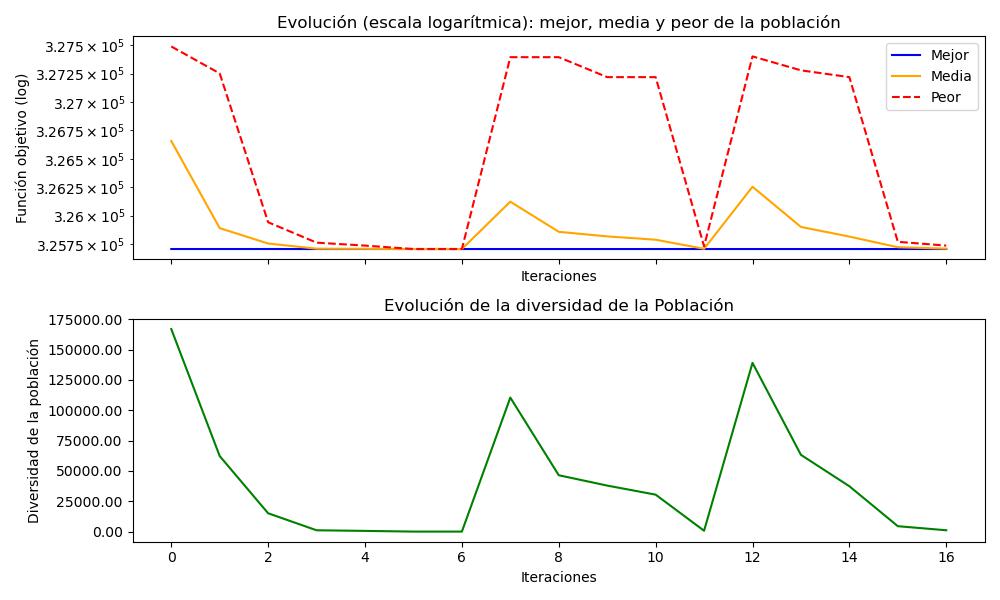 Evolución (escala logarítmica): mejor, media y peor de la población
Función objetivo (log)
3.275 × 10⁵
3.2725 × 10⁵
3.27 × 10⁵
3.2675 × 10⁵
3.265 × 10⁵
3.2625 × 10⁵
3.26 × 10⁵
3.2575 × 10⁵
Mejor
Media
Peor
Iteraciones
Evolución de la diversidad de la Población
Diversidad de la población
175000.00
150000.00
125000.00
100000.00
75000.00
50000.00
25000.00
0.00
0 2 4 6 8 10 12 14 16
Iteraciones